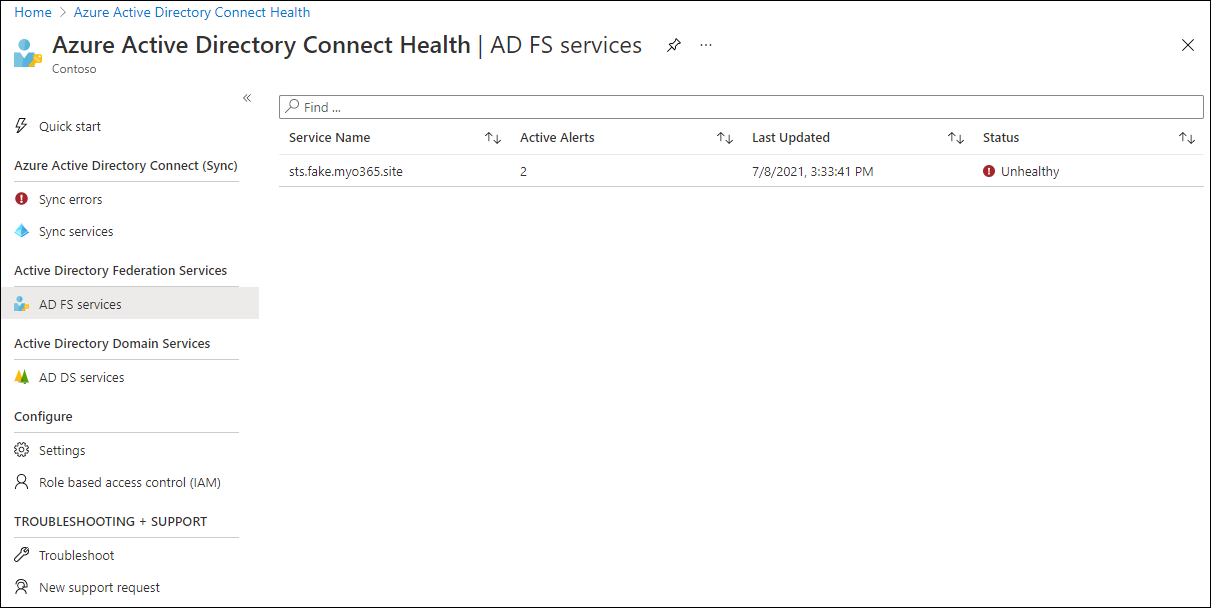 Home > Azure Active Directory Connect Health
Azure Active Directory Connect Health | AD FS services ...
Contoso
«
Find ...
Quick start
Azure Active Directory Connect (Sync)
Sync errors
Sync services
Active Directory Federation Services
AD FS services
Active Directory Domain Services
AD DS services
Configure
Settings
Role based access control (IAM)
TROUBLESHOOTING + SUPPORT
Troubleshoot
New support request
Service Name ↑↓ Active Alerts ↑↓ Last Updated ↑↓ Status ↑↓
sts.fake.myo365.site 2 7/8/2021, 3:33:41 PM Unhealthy